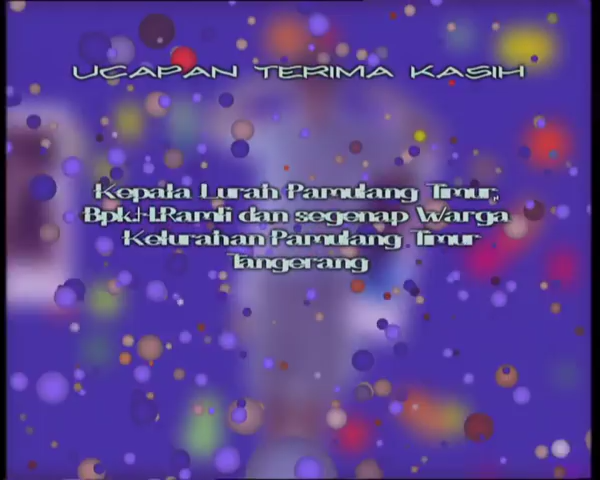 UCAPAN TERIMA KASIH
Kepala Lurah Pamulang Timur,
Bpk.H.Ramli dan segenap Warga
Kelurahan Pamulang Timur
Tangerang